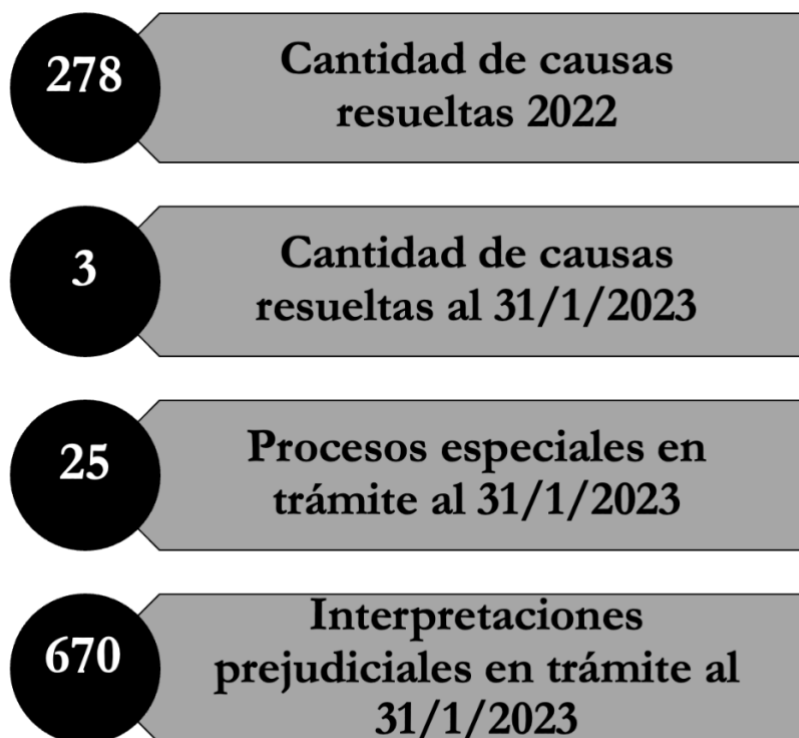 278
Cantidad de causas
resueltas 2022
3
Cantidad de causas
resueltas al 31/1/2023
25
Procesos especiales en
trámite al 31/1/2023
670
Interpretaciones
prejudiciales en trámite al
31/1/2023